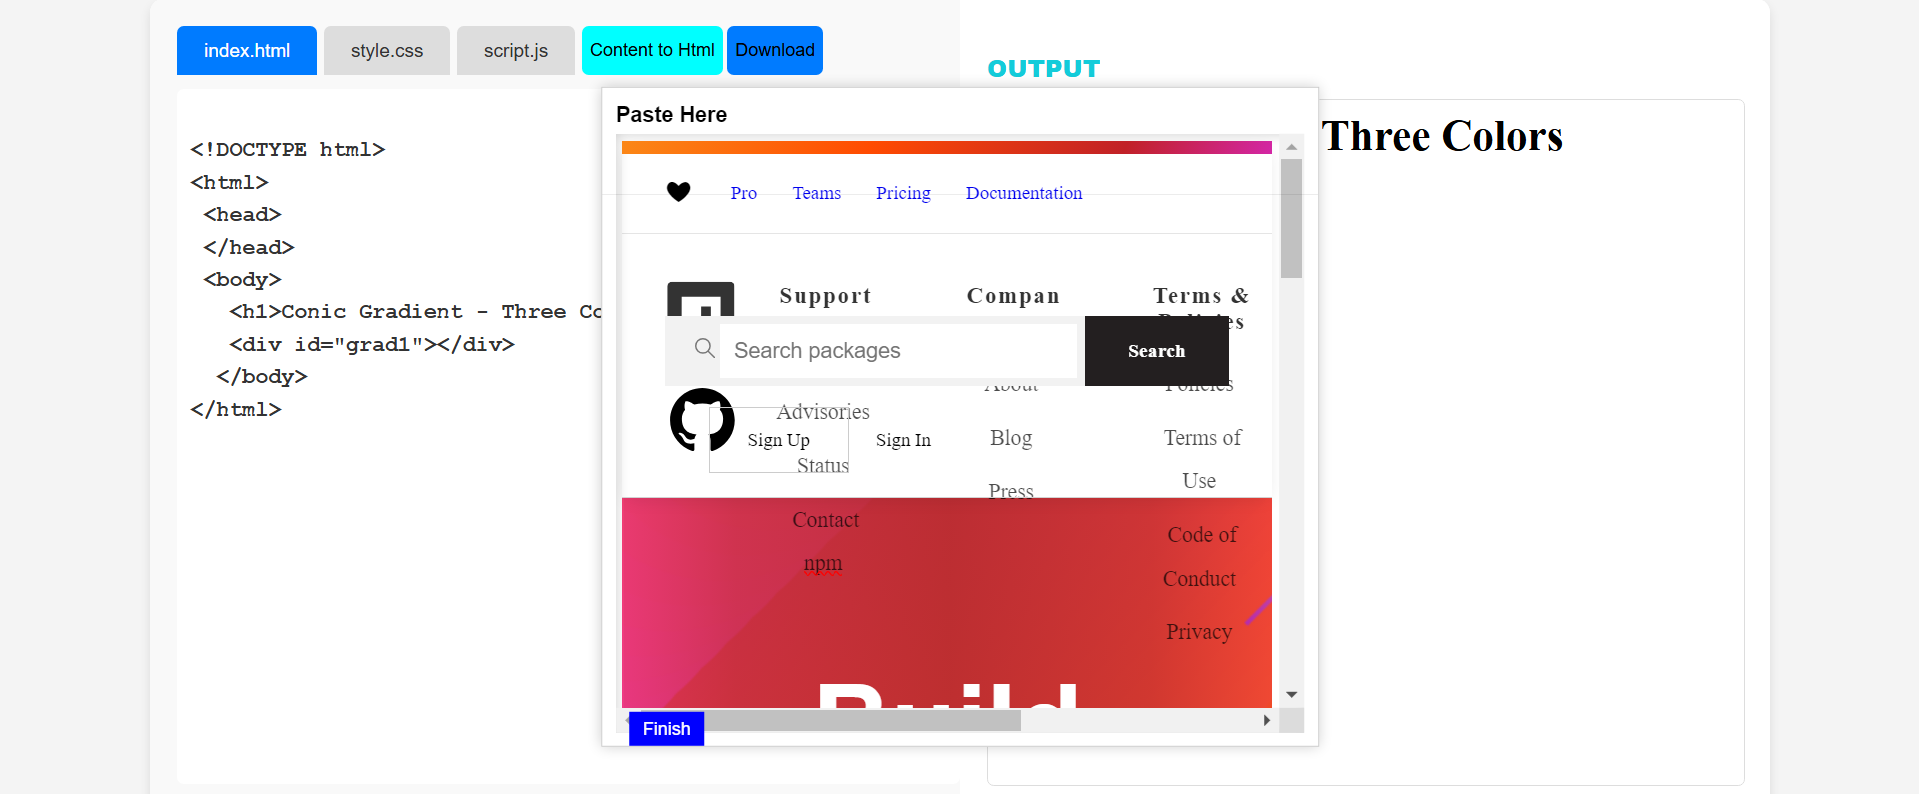 index.html style.css script.js Content to Html Download
OUTPUT
<!DOCTYPE html>
<html>
<head>
</head>
<body>
<h1>Conic Gradient - Three Co
<div id="grad1"></div>
</body>
</html>
Paste Here
Pro Teams Pricing Documentation
Support Compan Terms &
Search packages Search
About Policies
Advisories
Sign Up Sign In Blog Terms of
Status Use
Press
Contact Code of
npm Conduct
Privacy
Build
Finish
Three Colors